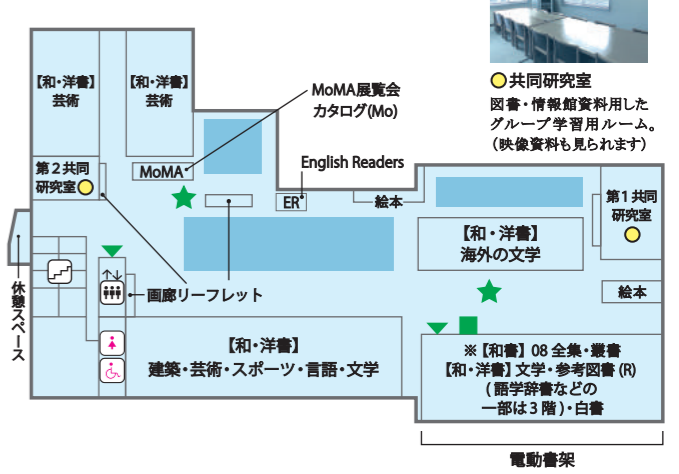 共同研究室
図書・情報館資料用した
グループ学習用ルーム。
（映像資料も見られます）
【和・洋書】
芸術
【和・洋書】
芸術
MoMA展覧会
カタログ(Mo)
MoMA
English Readers
ER
絵本
第２共同
研究室
第１共同
研究室
【和・洋書】
海外の文学
絵本
休憩スペース
画廊リーフレット
【和・洋書】
建築・芸術・スポーツ・言語・文学
※【和書】08 全集・叢書
【和・洋書】文学・参考図書 (R)
( 語学辞書などの
一部は 3 階 )・白書
電動書架